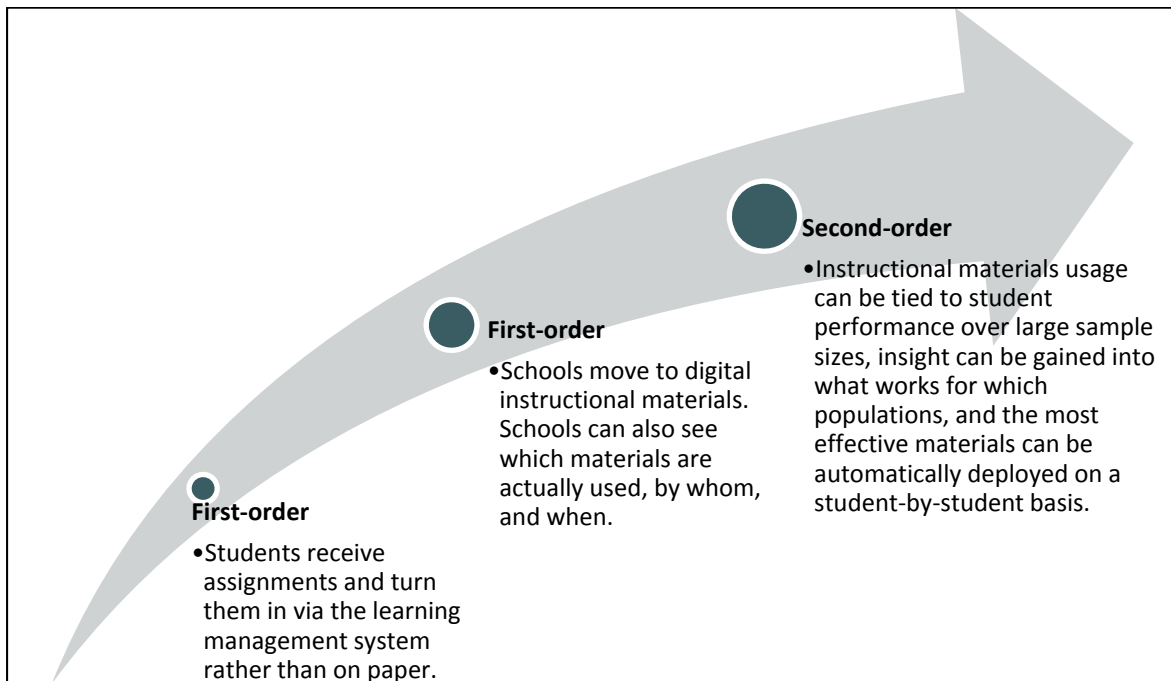 First-order
•Students receive
assignments and turn
them in via the learning
management system
rather than on paper.
First-order
•Schools move to digital
instructional materials.
Schools can also see
which materials are
actually used, by whom,
and when.
Second-order
•Instructional materials usage
can be tied to student
performance over large sample
sizes, insight can be gained into
what works for which
populations, and the most
effective materials can be
automatically deployed on a
student-by-student basis.